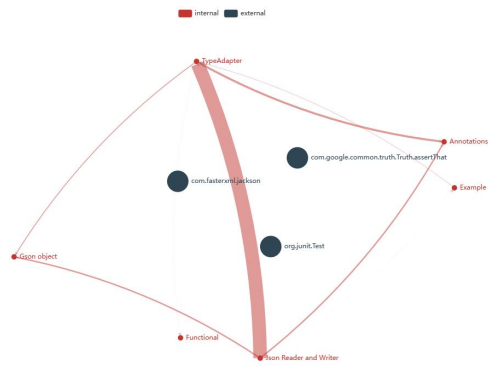 internal
external
TypeAdapter
Annotations
com.google.common.truth.Truth.assertThat
com.fasterxml.jackson
Example
org.junit.Test
Gson object
Functional
Json Reader and Writer